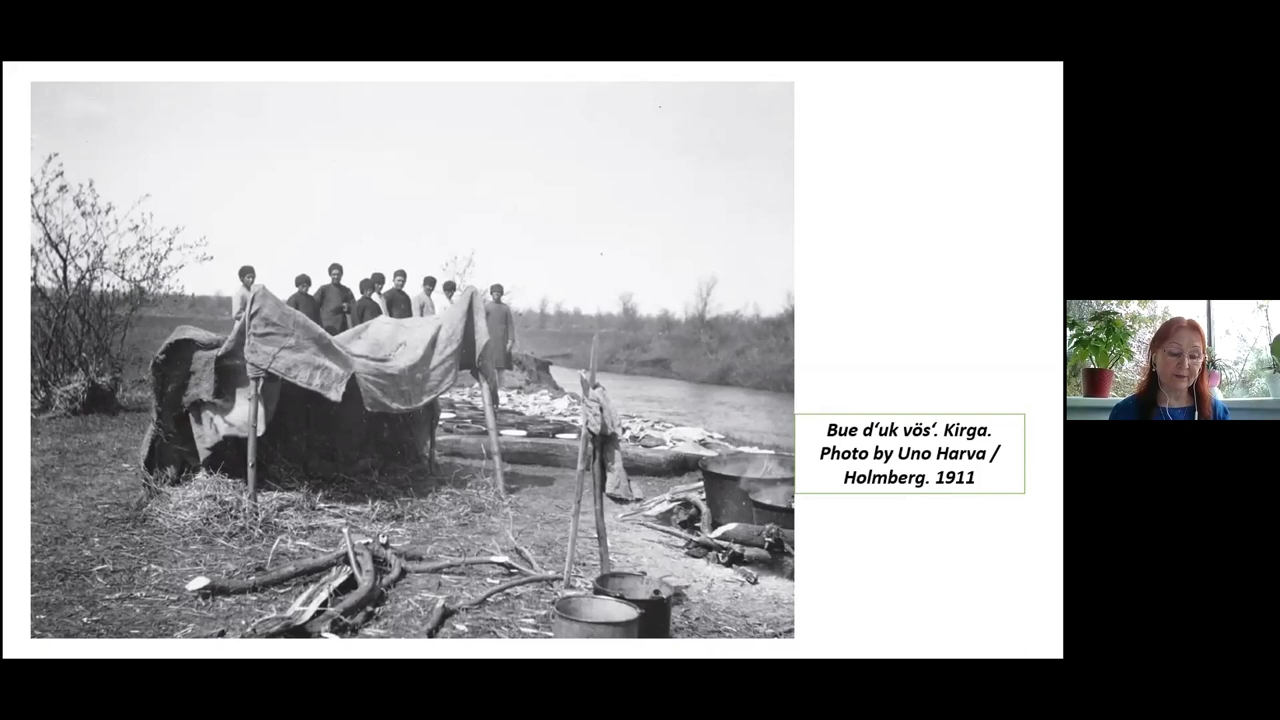 Bue d‘uk vös‘. Kirga.
Photo by Uno Harva /
Holmberg. 1911